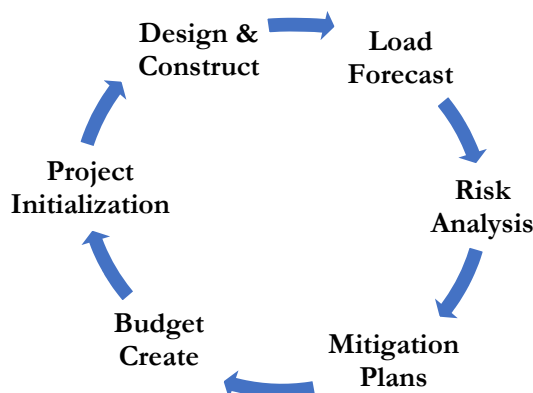 Design &
Construct
Load
Forecast
Risk
Analysis
Mitigation
Plans
Budget
Create
Project
Initialization